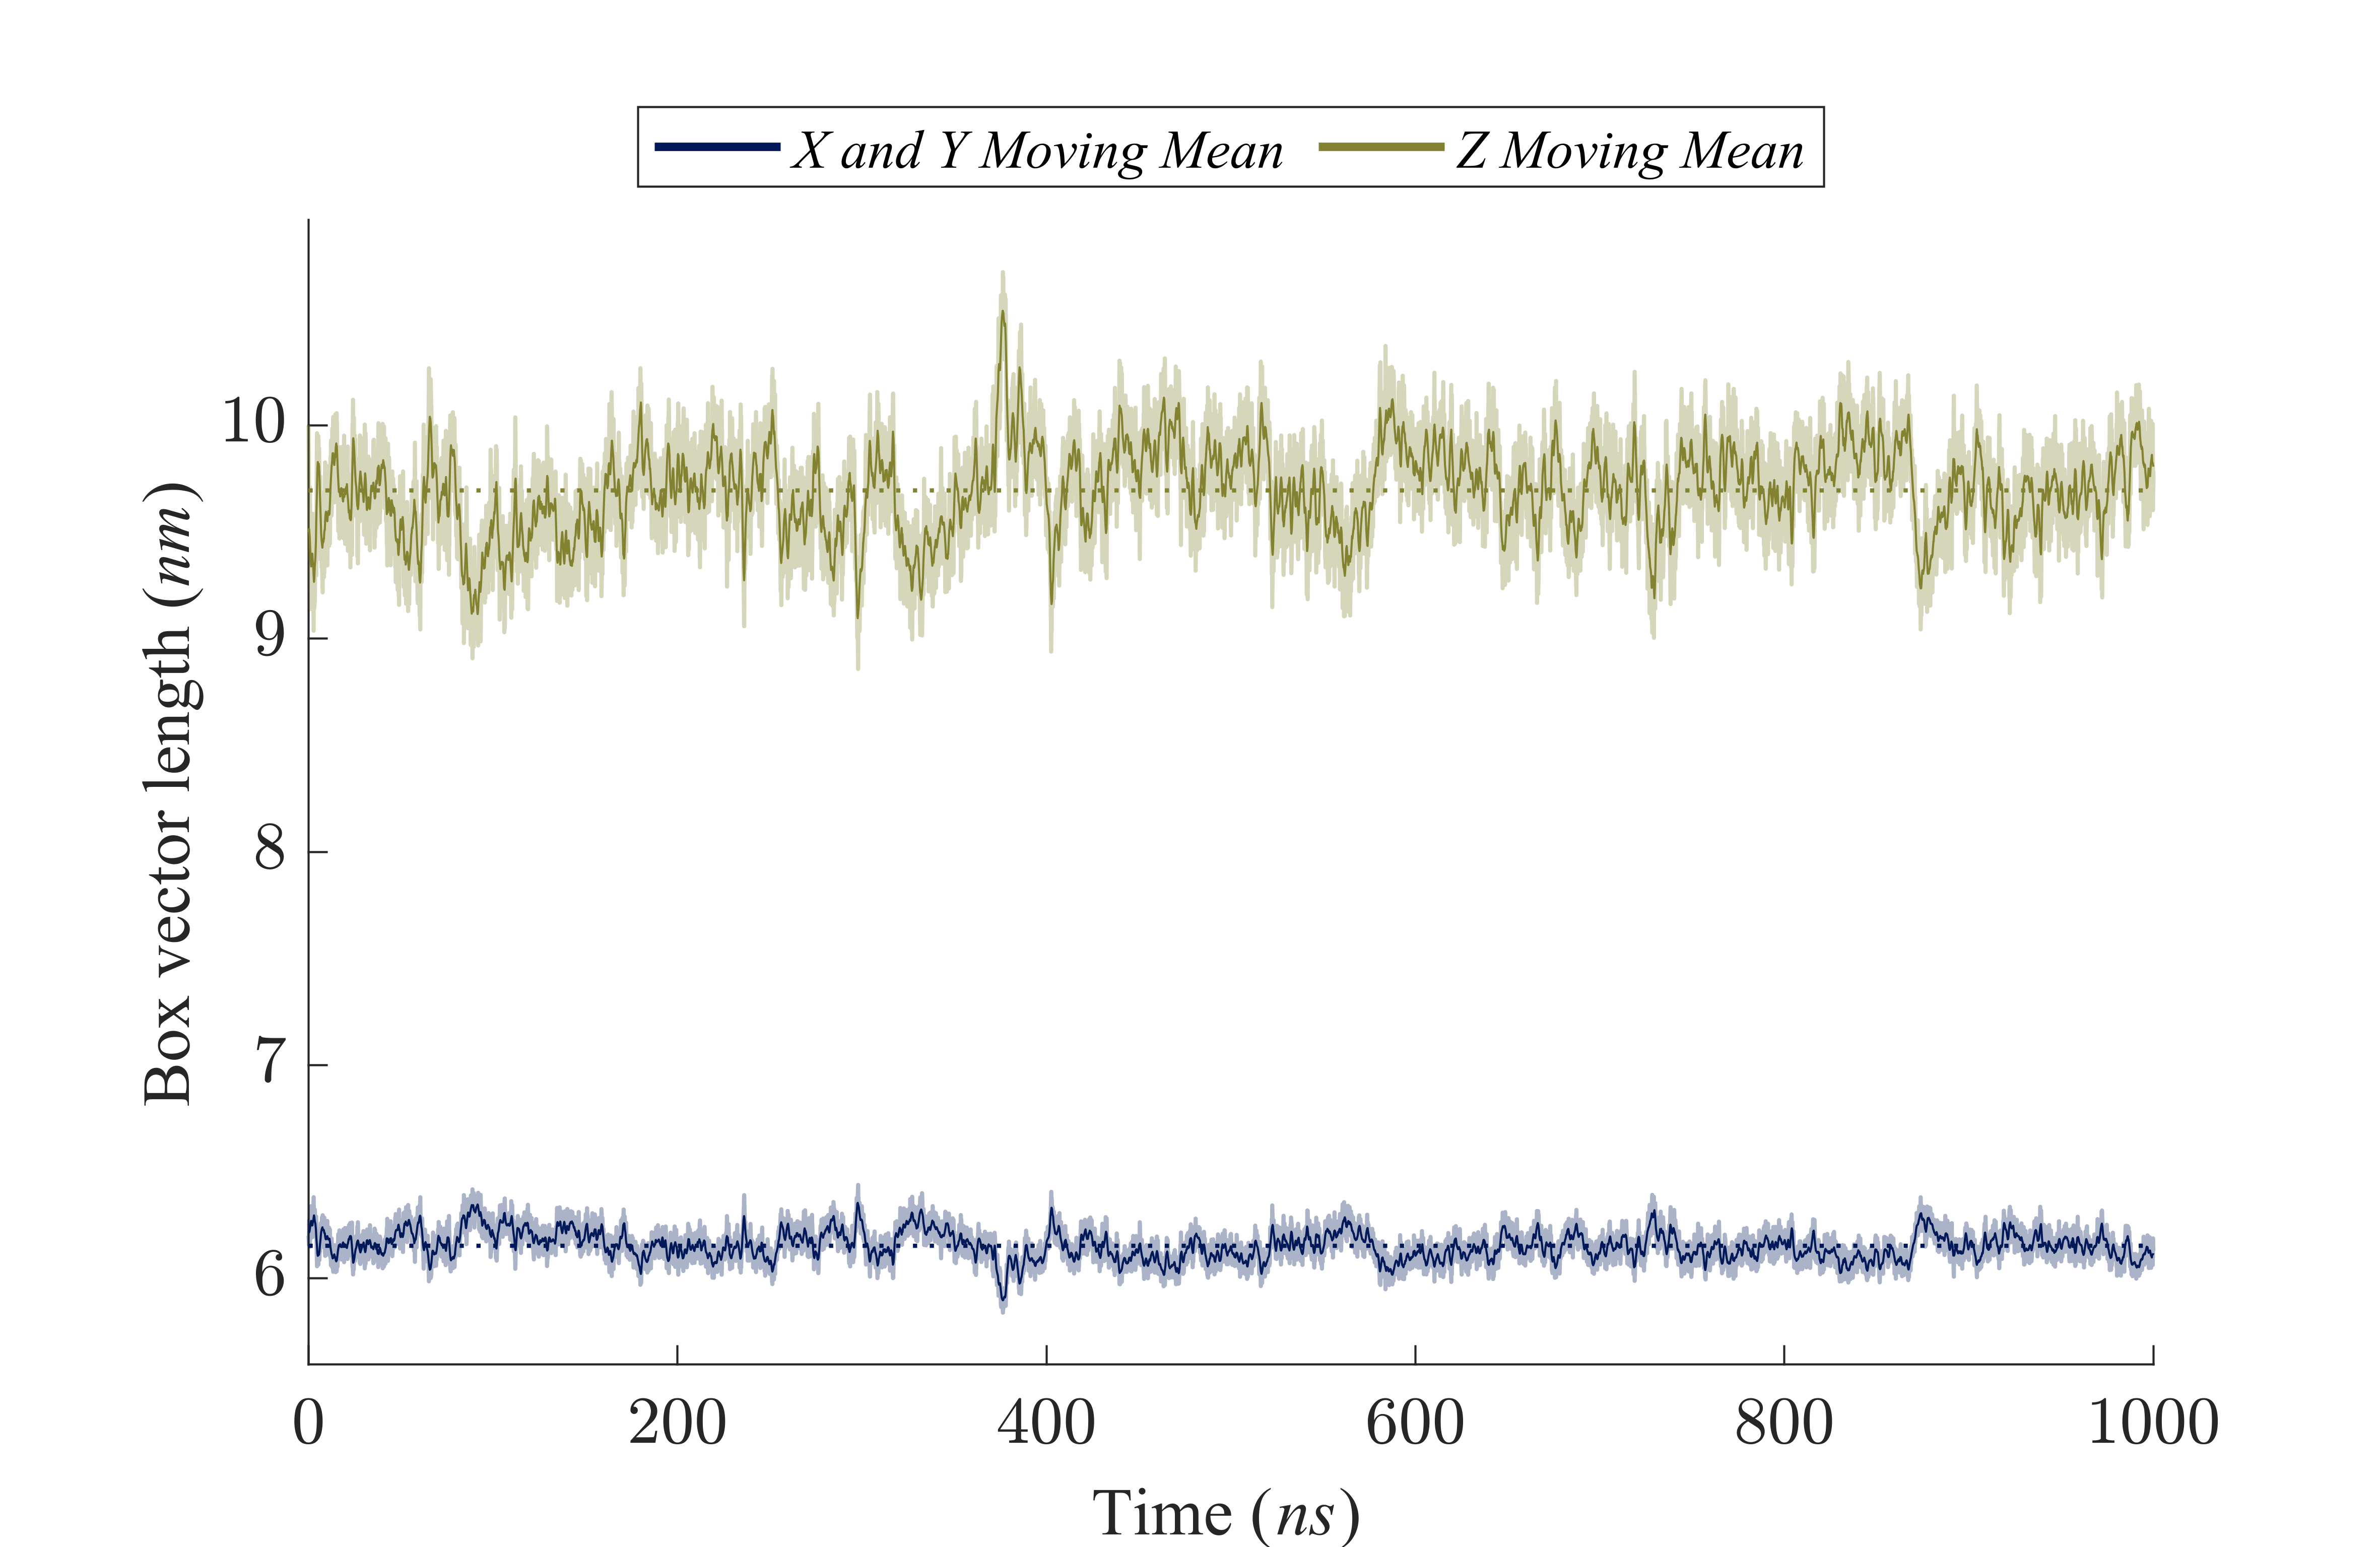 X and Y Moving Mean Z Moving Mean
Box vector length (nm)
10
9
8
7
6
0 200 400 600 800 1000
Time (ns)